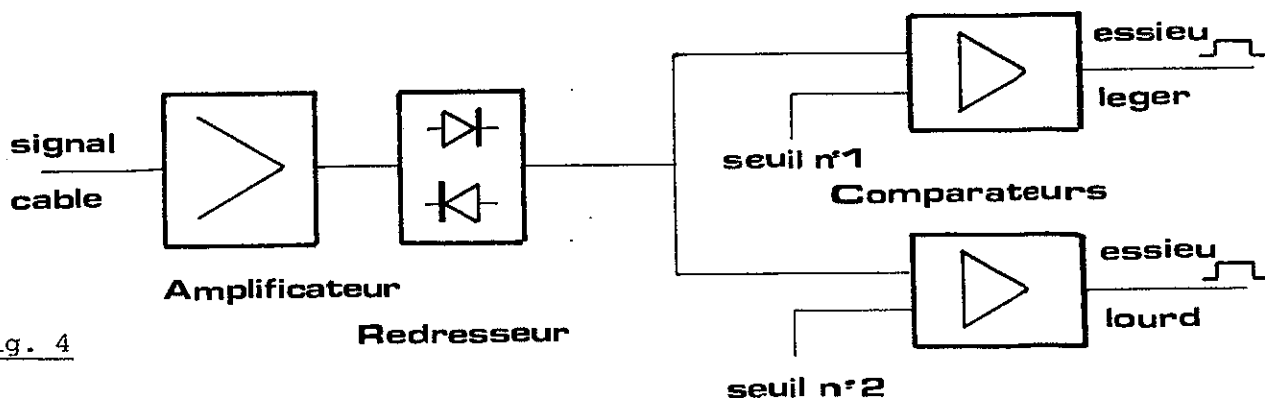 essieu
leger
signal
cable
seuil n°1
Comparateurs
essieu
lourd
Amplificateur
Redresseur
g. 4
seuil n°2